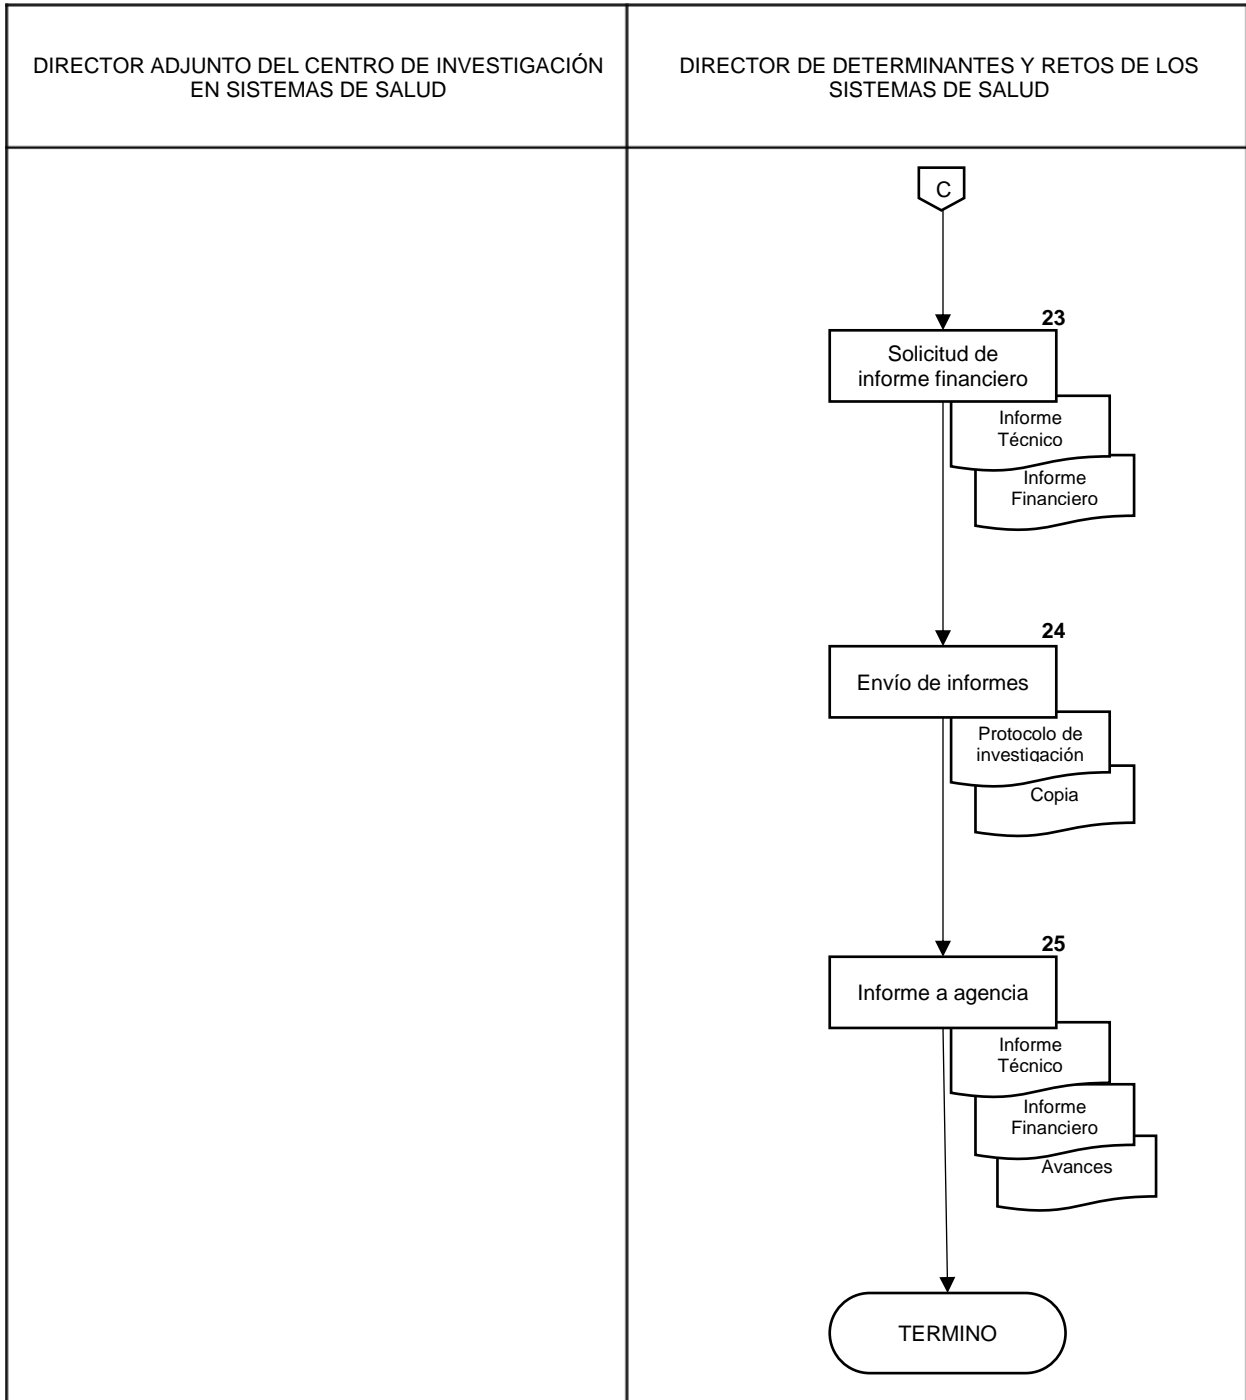 DIRECTOR ADJUNTO DEL CENTRO DE INVESTIGACIÓN
EN SISTEMAS DE SALUD
DIRECTOR DE DETERMINANTES Y RETOS DE LOS
SISTEMAS DE SALUD
C
23
Solicitud de
informe financiero
Informe
Técnico
Informe
Financiero
24
Envío de informes
Protocolo de
investigación
Copia
25
Informe a agencia
Informe
Técnico
Informe
Financiero
Avances
TERMINO